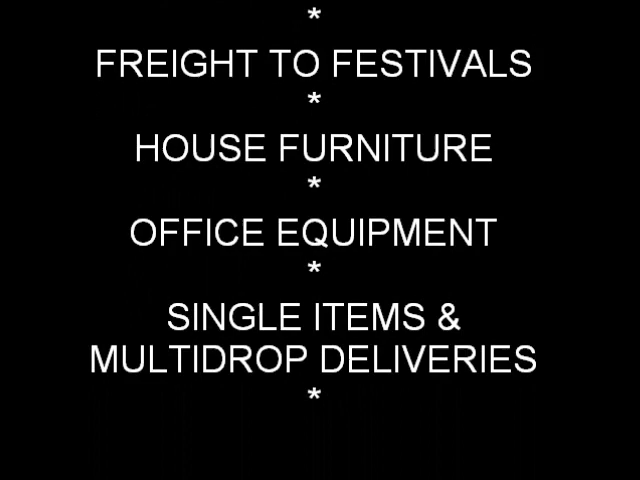 *
FREIGHT TO FESTIVALS
*
HOUSE FURNITURE
*
OFFICE EQUIPMENT
*
SINGLE ITEMS &
MULTIDROP DELIVERIES
*